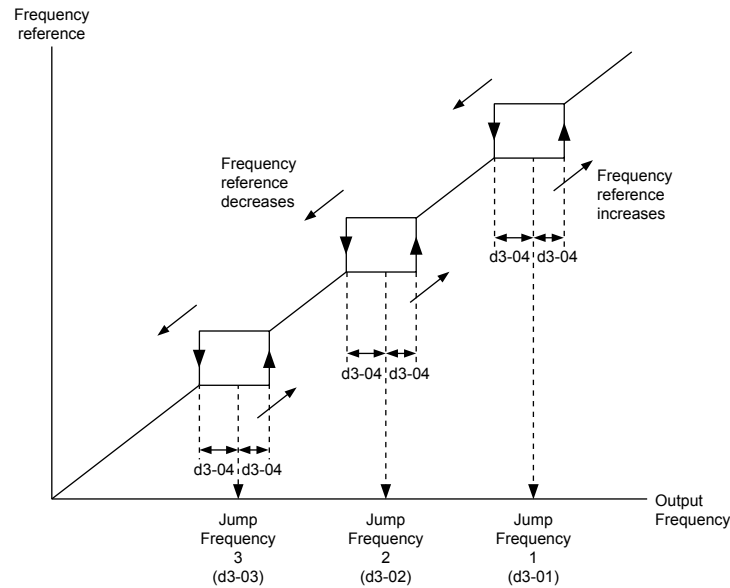 Frequency
reference
Frequency
reference
decreases
Frequency
reference
increases
d3-04 d3-04
d3-04 d3-04
d3-04 d3-04
Output
Frequency
Jump
Frequency
3
(d3-03)
Jump
Frequency
2
(d3-02)
Jump
Frequency
1
(d3-01)